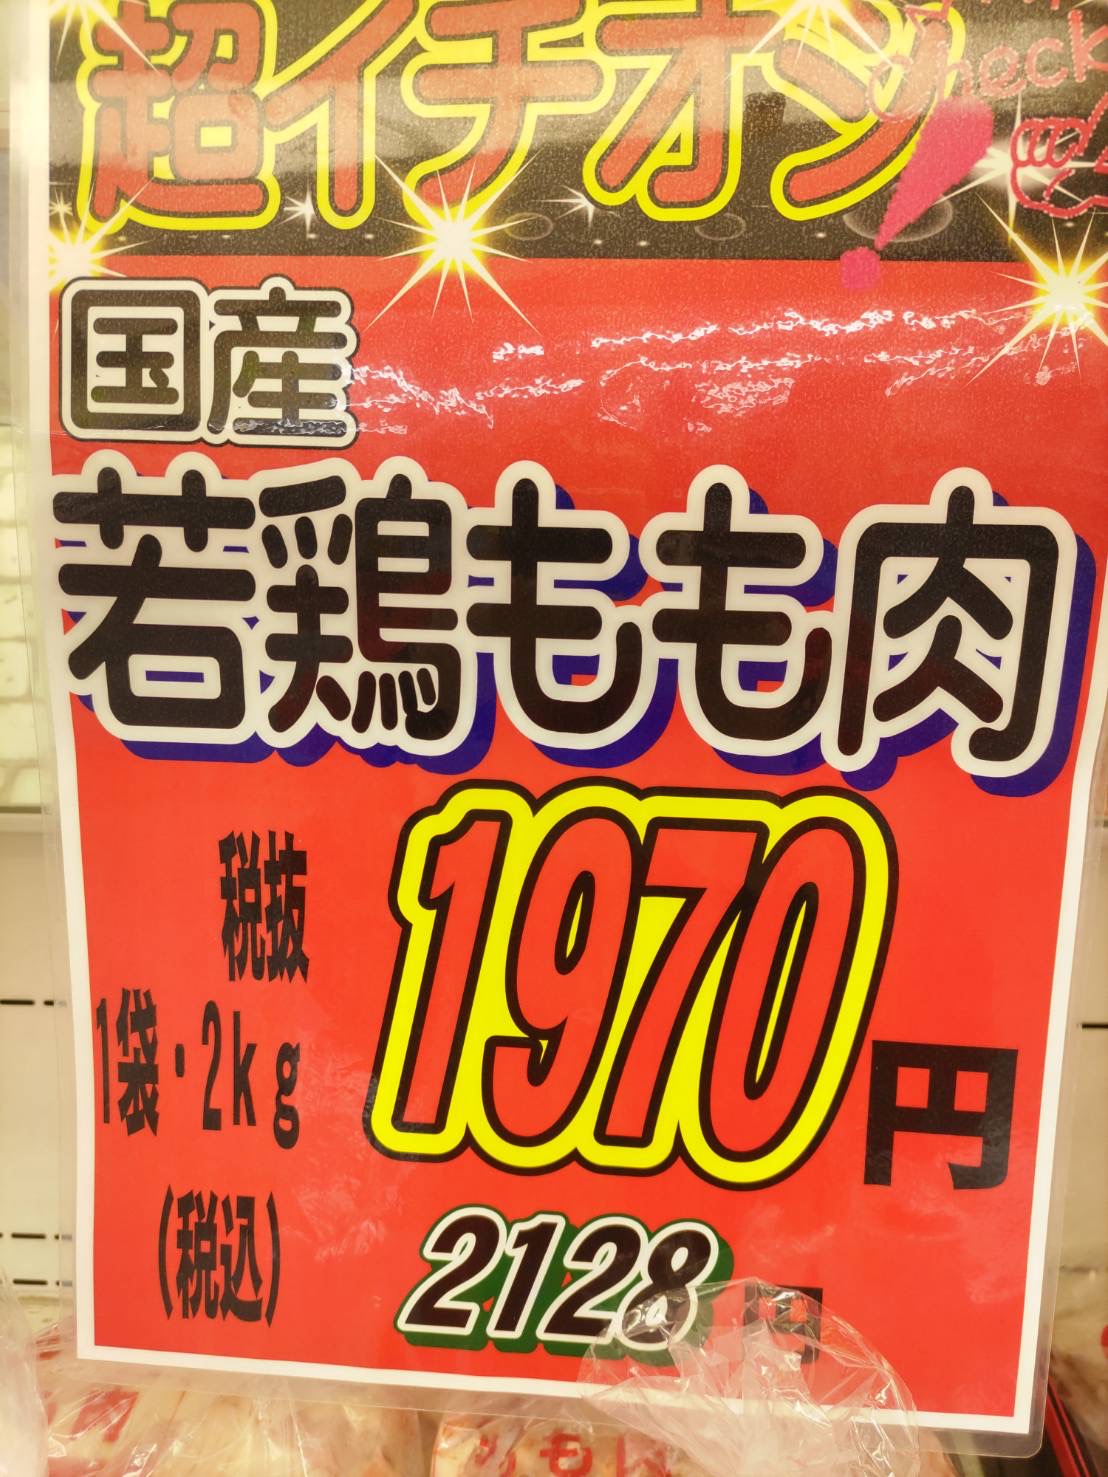 超イチオシ
check!
国産
若鶏もも肉
税抜
1袋・2kg
1970円
(税込)
2128円